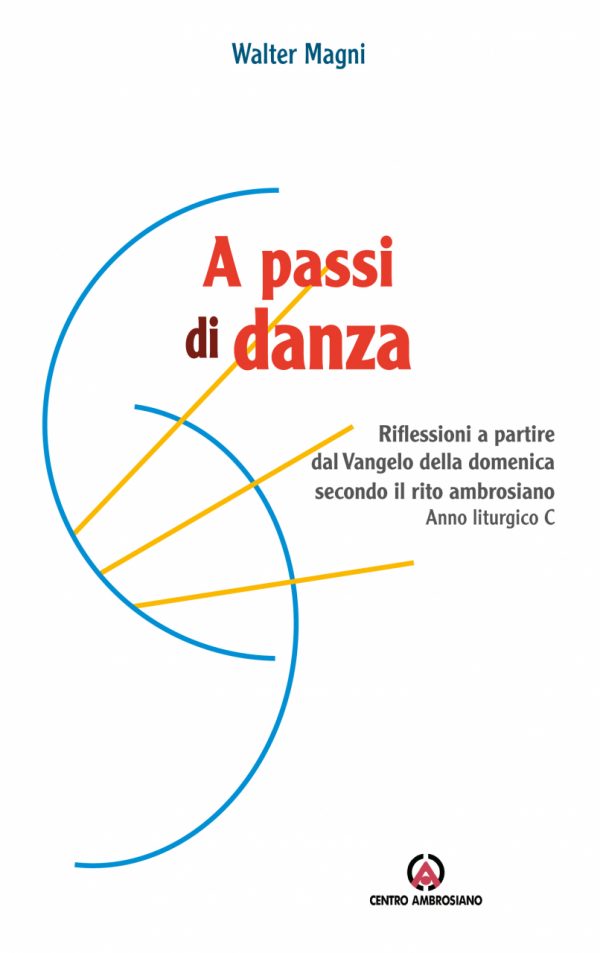 Walter Magni
A passi
di danza
Riflessioni a partire
dal Vangelo della domenica
secondo il rito ambrosiano
Anno liturgico C
CENTRO AMBROSIANO